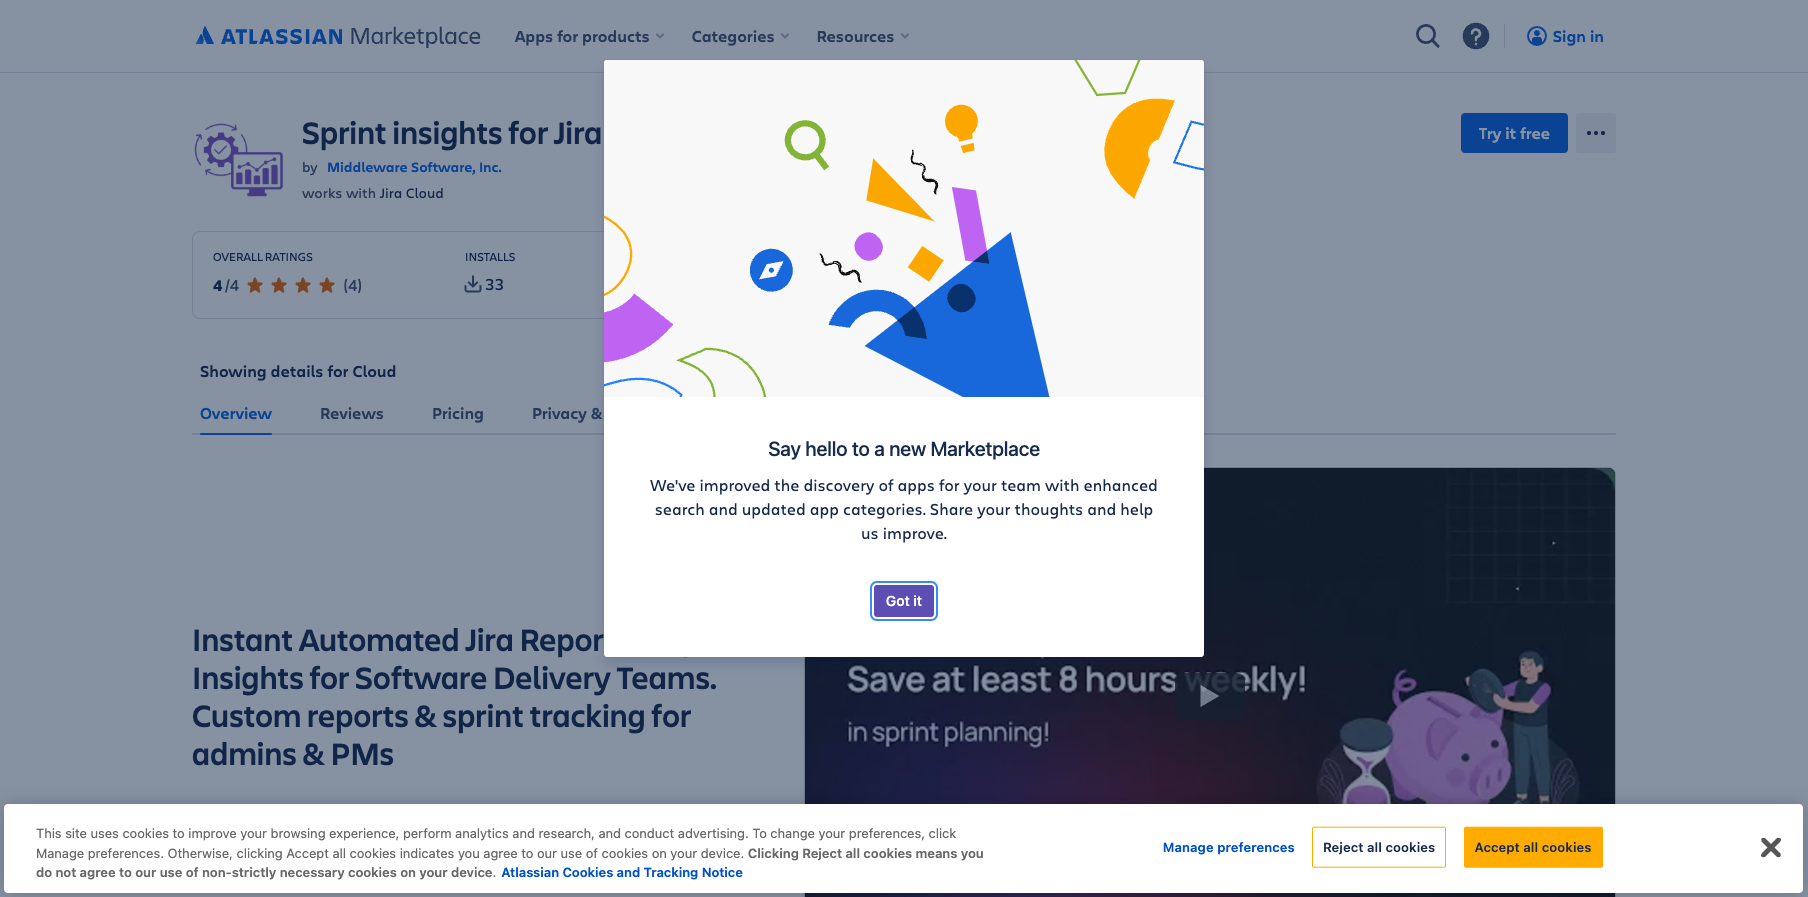 ATLASSIAN Marketplace
Apps for products
Categories
Resources
Sign in
Sprint insights for Jira
by Middleware Software, Inc.
works with Jira Cloud
Try it free
OVERALL RATINGS
INSTALLS
4/4
(4)
33
Showing details for Cloud
Overview
Reviews
Pricing
Privacy &
Say hello to a new Marketplace
We've improved the discovery of apps for your team with enhanced
search and updated app categories. Share your thoughts and help
us improve.
Got it
Instant Automated Jira
Insights for Software Delivery Teams.
Custom reports & sprint tracking for
admins & PMs
Save at least 8 hours weekly!
in sprint planning!
This site uses cookies to improve your browsing experience, perform analytics and research, and conduct advertising. To change your preferences, click
Manage preferences. Otherwise, clicking Accept all cookies indicates you agree to our use of cookies on your device. Clicking Reject all cookies means you
do not agree to our use of non-strictly necessary cookies on your device. Atlassian Cookies and Tracking Notice
Manage preferences
Reject all cookies
Accept all cookies